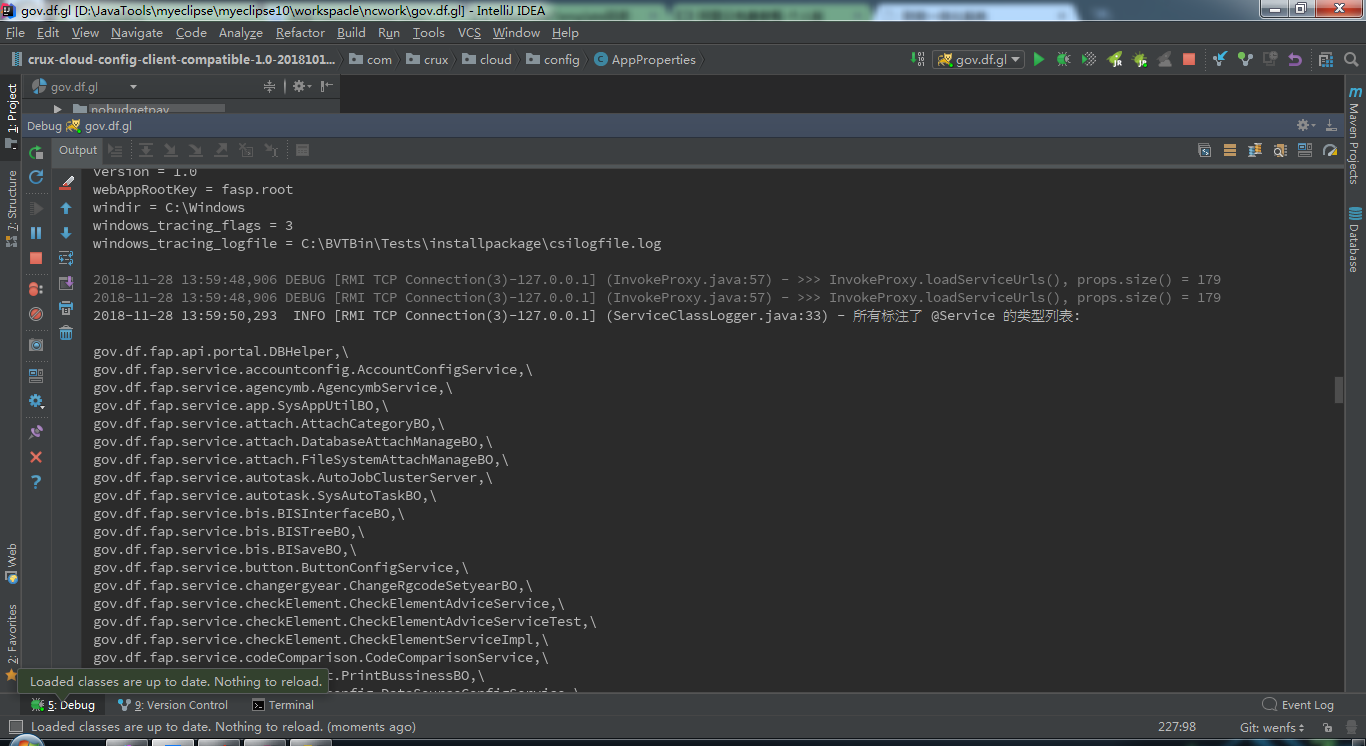 gov.df.gl [D:\JavaTools\myeclipse\myeclipse10\workspacle\ncwork\gov.df.gl] - IntelliJ IDEA
File Edit View Navigate Code Analyze Refactor Build Run Tools VCS Window Help
crux-cloud-config-client-compatible-1.0-2018101... com crux cloud config AppProperties gov.df.gl
1: Project
gov.df.gl
nobudgetpay
Debug gov.df.gl
Output
version = 1.0
webAppRootKey = fasp.root
windir = C:\Windows
windows_tracing_flags = 3
windows_tracing_logfile = C:\BVTBin\Tests\installpackage\csilogfile.log
2018-11-28 13:59:48,906 DEBUG [RMI TCP Connection(3)-127.0.0.1] (InvokeProxy.java:57) - >>> InvokeProxy.loadServiceUrls(), props.size() = 179
2018-11-28 13:59:48,906 DEBUG [RMI TCP Connection(3)-127.0.0.1] (InvokeProxy.java:57) - >>> InvokeProxy.loadServiceUrls(), props.size() = 179
2018-11-28 13:59:50,293  INFO [RMI TCP Connection(3)-127.0.0.1] (ServiceClassLogger.java:33) - 所有标注了 @Service 的类型列表:
gov.df.fap.api.portal.DBHelper,\
gov.df.fap.service.accountconfig.AccountConfigService,\
gov.df.fap.service.agencymb.AgencymbService,\
gov.df.fap.service.app.SysAppUtilBO,\
gov.df.fap.service.attach.AttachCategoryBO,\
gov.df.fap.service.attach.DatabaseAttachManageBO,\
gov.df.fap.service.attach.FileSystemAttachManageBO,\
gov.df.fap.service.autotask.AutoJobClusterServer,\
gov.df.fap.service.autotask.SysAutoTaskBO,\
gov.df.fap.service.bis.BISInterfaceBO,\
gov.df.fap.service.bis.BISTreeBO,\
gov.df.fap.service.bis.BISaveBO,\
gov.df.fap.service.button.ButtonConfigService,\
gov.df.fap.service.changergyear.ChangeRgcodeSetyearBO,\
gov.df.fap.service.checkElement.CheckElementAdviceService,\
gov.df.fap.service.checkElement.CheckElementAdviceServiceTest,\
gov.df.fap.service.checkElement.CheckElementServiceImpl,\
gov.df.fap.service.codeComparison.CodeComparisonService,\
.PrintBussinessBO,\
DataSourceConfigService,\
7: Structure
Web
2: Favorites
Maven Projects
Database
Loaded classes are up to date. Nothing to reload.
5: Debug 9: Version Control Terminal Event Log
Loaded classes are up to date. Nothing to reload. (moments ago) 227:98 Git: wenfs